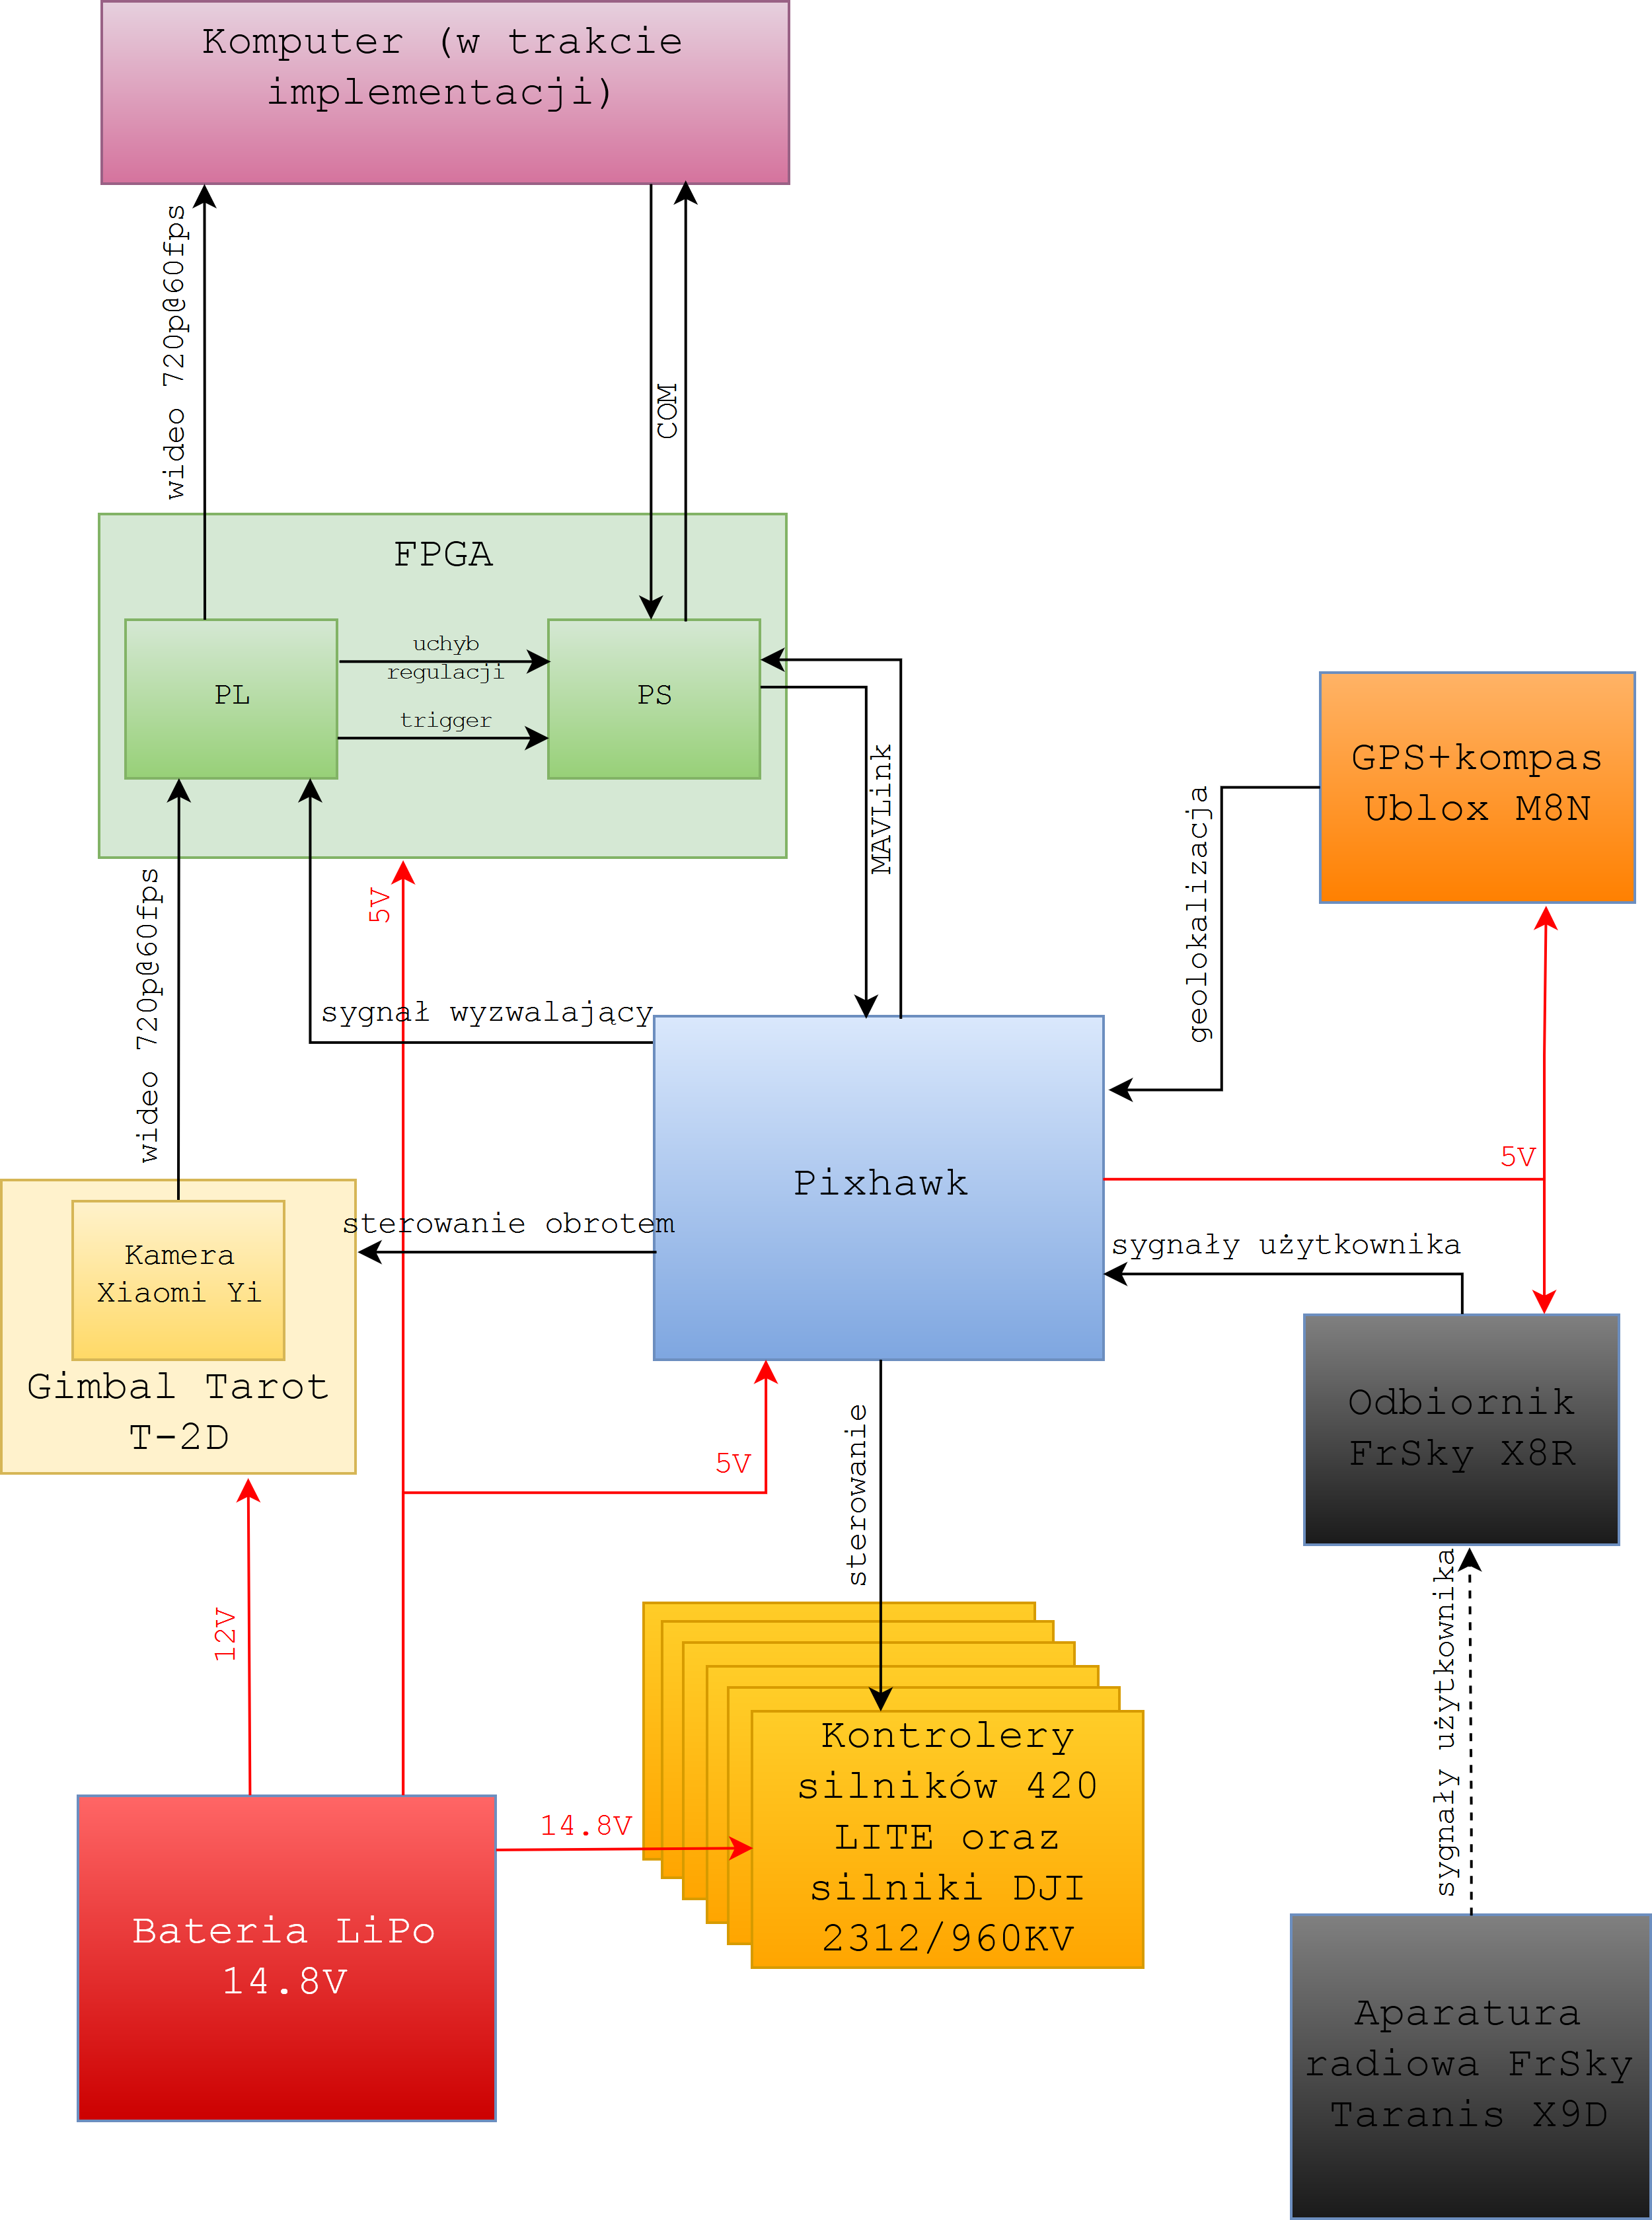 Komputer (w trakcie
implementacji)
wideo 720p@60fps
COM
FPGA
uchyb
regulacji
PL
PS
trigger
MAVLink
GPS+kompas
Ublox M8N
geolokalizacja
5V
wideo 720p@60fps
sygnał wyzwalający
5V
Pixhawk
sterowanie obrotem
sygnały użytkownika
Kamera
Xiaomi Yi
Gimbal Tarot
T-2D
Odbiornik
FrSky X8R
5V
sterowanie
12V
sygnały użytkownika
Kontrolery
silników 420
LITE oraz
silniki DJI
2312/960KV
14.8V
Bateria LiPo
14.8V
Aparatura
radiowa FrSky
Taranis X9D